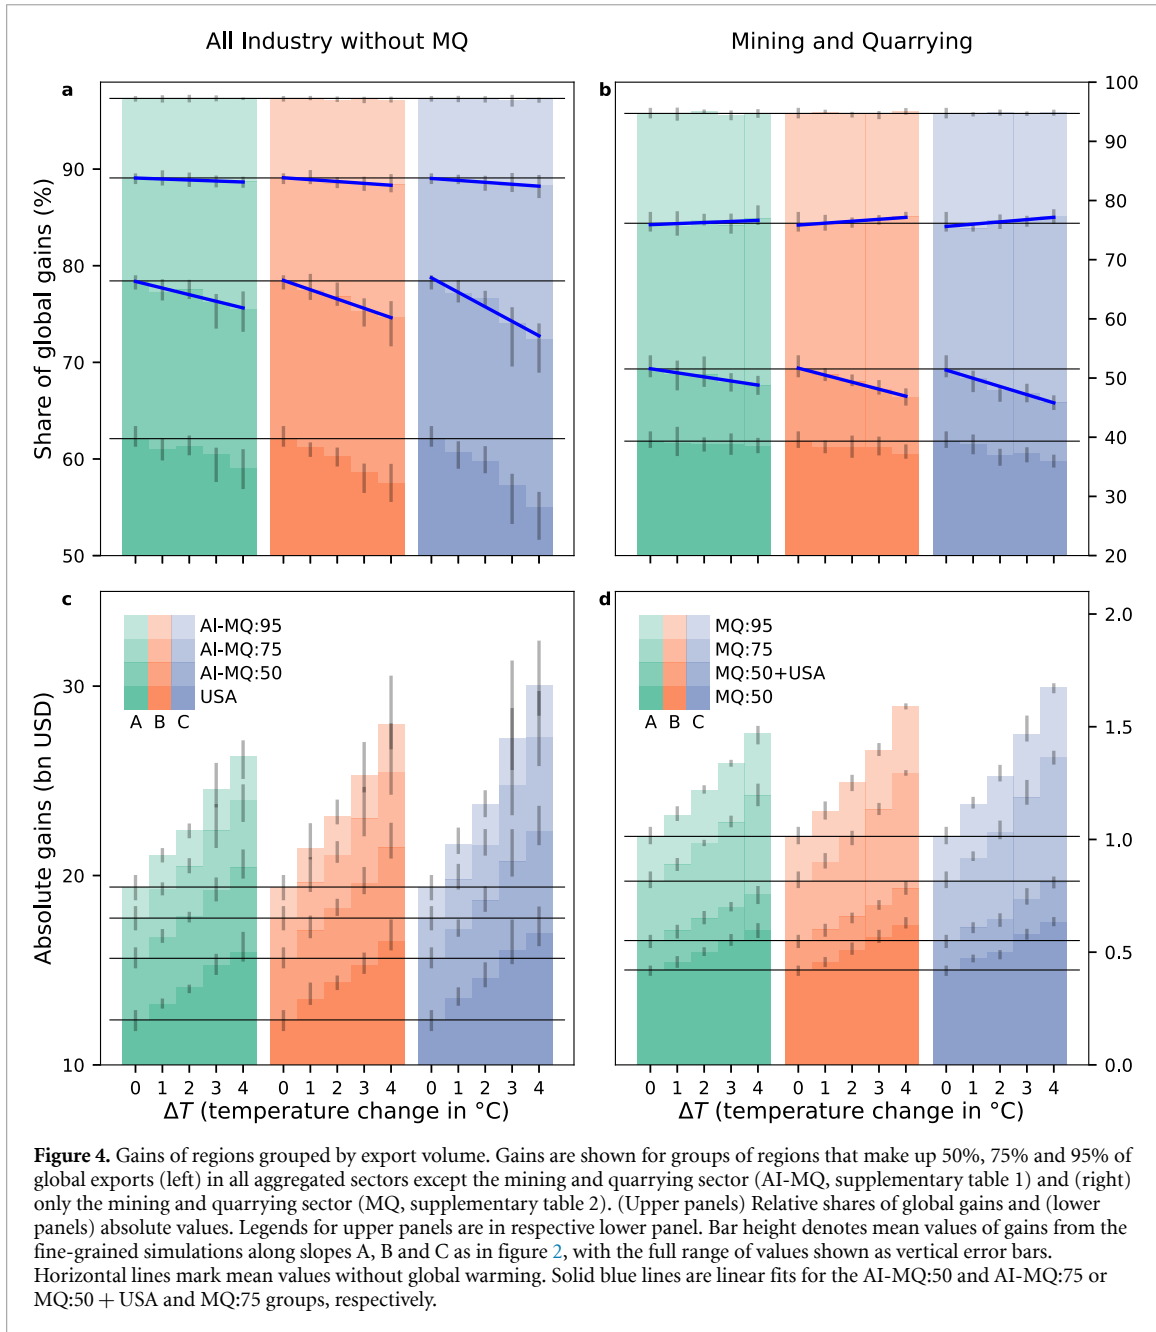 All Industry without MQ
Mining and Quarrying
a
b
Share of global gains (%)
90
80
70
60
50
100
90
80
70
60
50
40
30
20
c
d
AI-MQ:95
AI-MQ:75
AI-MQ:50
USA
A B C
MQ:95
MQ:75
MQ:50+USA
MQ:50
A B C
Absolute gains (bn USD)
30
20
10
2.0
1.5
1.0
0.5
0.0
0 1 2 3 4 0 1 2 3 4 0 1 2 3 4
0 1 2 3 4 0 1 2 3 4 0 1 2 3 4
ΔT (temperature change in °C)
ΔT (temperature change in °C)
Figure 4. Gains of regions grouped by export volume. Gains are shown for groups of regions that make up 50%, 75% and 95% of
global exports (left) in all aggregated sectors except the mining and quarrying sector (AI-MQ, supplementary table 1) and (right)
only the mining and quarrying sector (MQ, supplementary table 2). (Upper panels) Relative shares of global gains and (lower
panels) absolute values. Legends for upper panels are in respective lower panel. Bar height denotes mean values of gains from the
fine-grained simulations along slopes A, B and C as in figure 2, with the full range of values shown as vertical error bars.
Horizontal lines mark mean values without global warming. Solid blue lines are linear fits for the AI-MQ:50 and AI-MQ:75 or
MQ:50 + USA and MQ:75 groups, respectively.